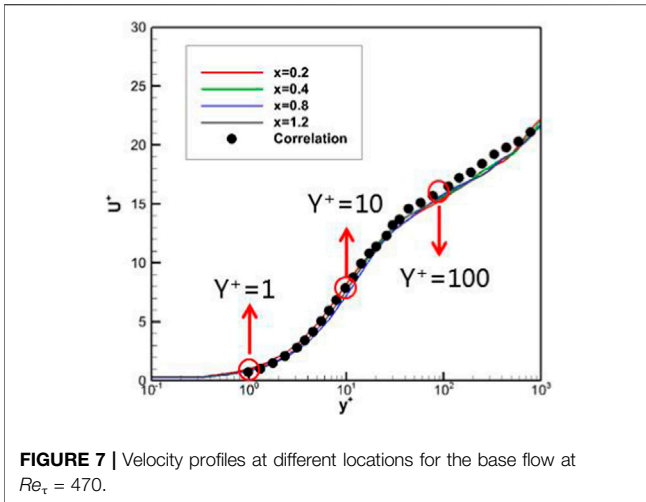 30
25
20
15
10
5
0
U⁺
x=0.2
x=0.4
x=0.8
x=1.2
Correlation
Y⁺=1
Y⁺=10
Y⁺=100
10⁻¹
10⁰
10¹
10²
10³
y⁺
FIGURE 7 | Velocity profiles at different locations for the base flow at
Reτ = 470.